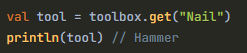 val tool = toolbox.get("Nail")
println(tool) // Hammer